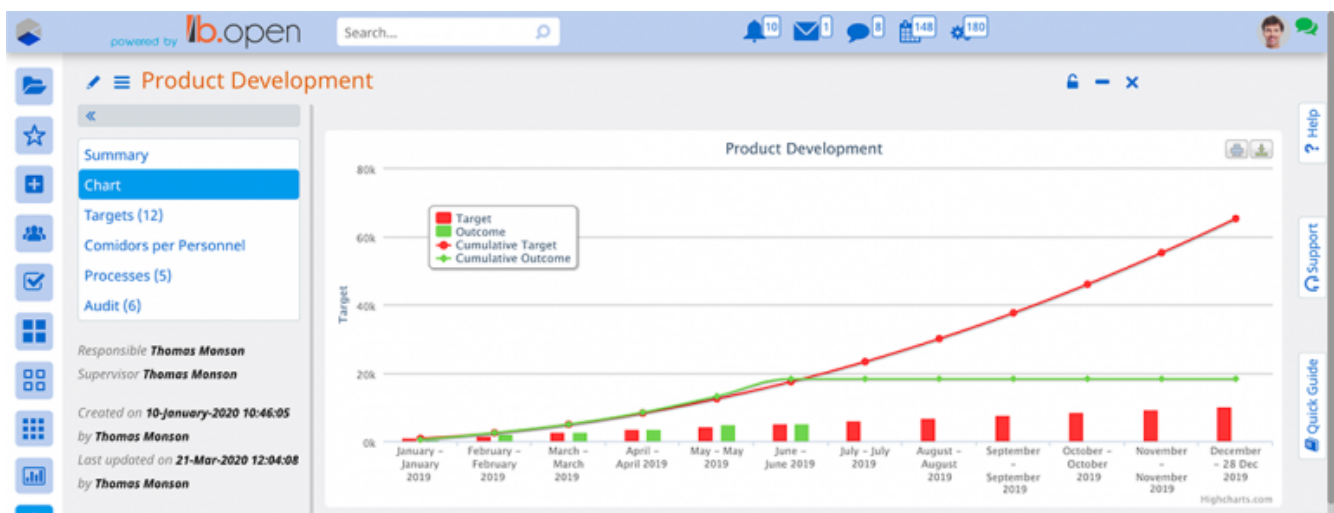 powered by lb.open
Search...
10
1
8
148
180
Product Development
«
Summary
Chart
Targets (12)
Comidors per Personnel
Processes (5)
Audit (6)
Responsible Thomas Monson
Supervisor Thomas Monson
Created on 10-January-2020 10:46:05
by Thomas Monson
Last updated on 21-Mar-2020 12:04:08
by Thomas Monson
Product Development
Target
Outcome
Cumulative Target
Cumulative Outcome
Target
80k
60k
40k
20k
0k
January –
January
2019
February –
February
2019
March –
March
2019
April –
April 2019
May – May
2019
June –
June 2019
July – July
2019
August –
August
2019
September
–
September
2019
October –
October
2019
November
–
November
2019
December
– 28 Dec
2019
Highcharts.com
? Help
Support
Quick Guide